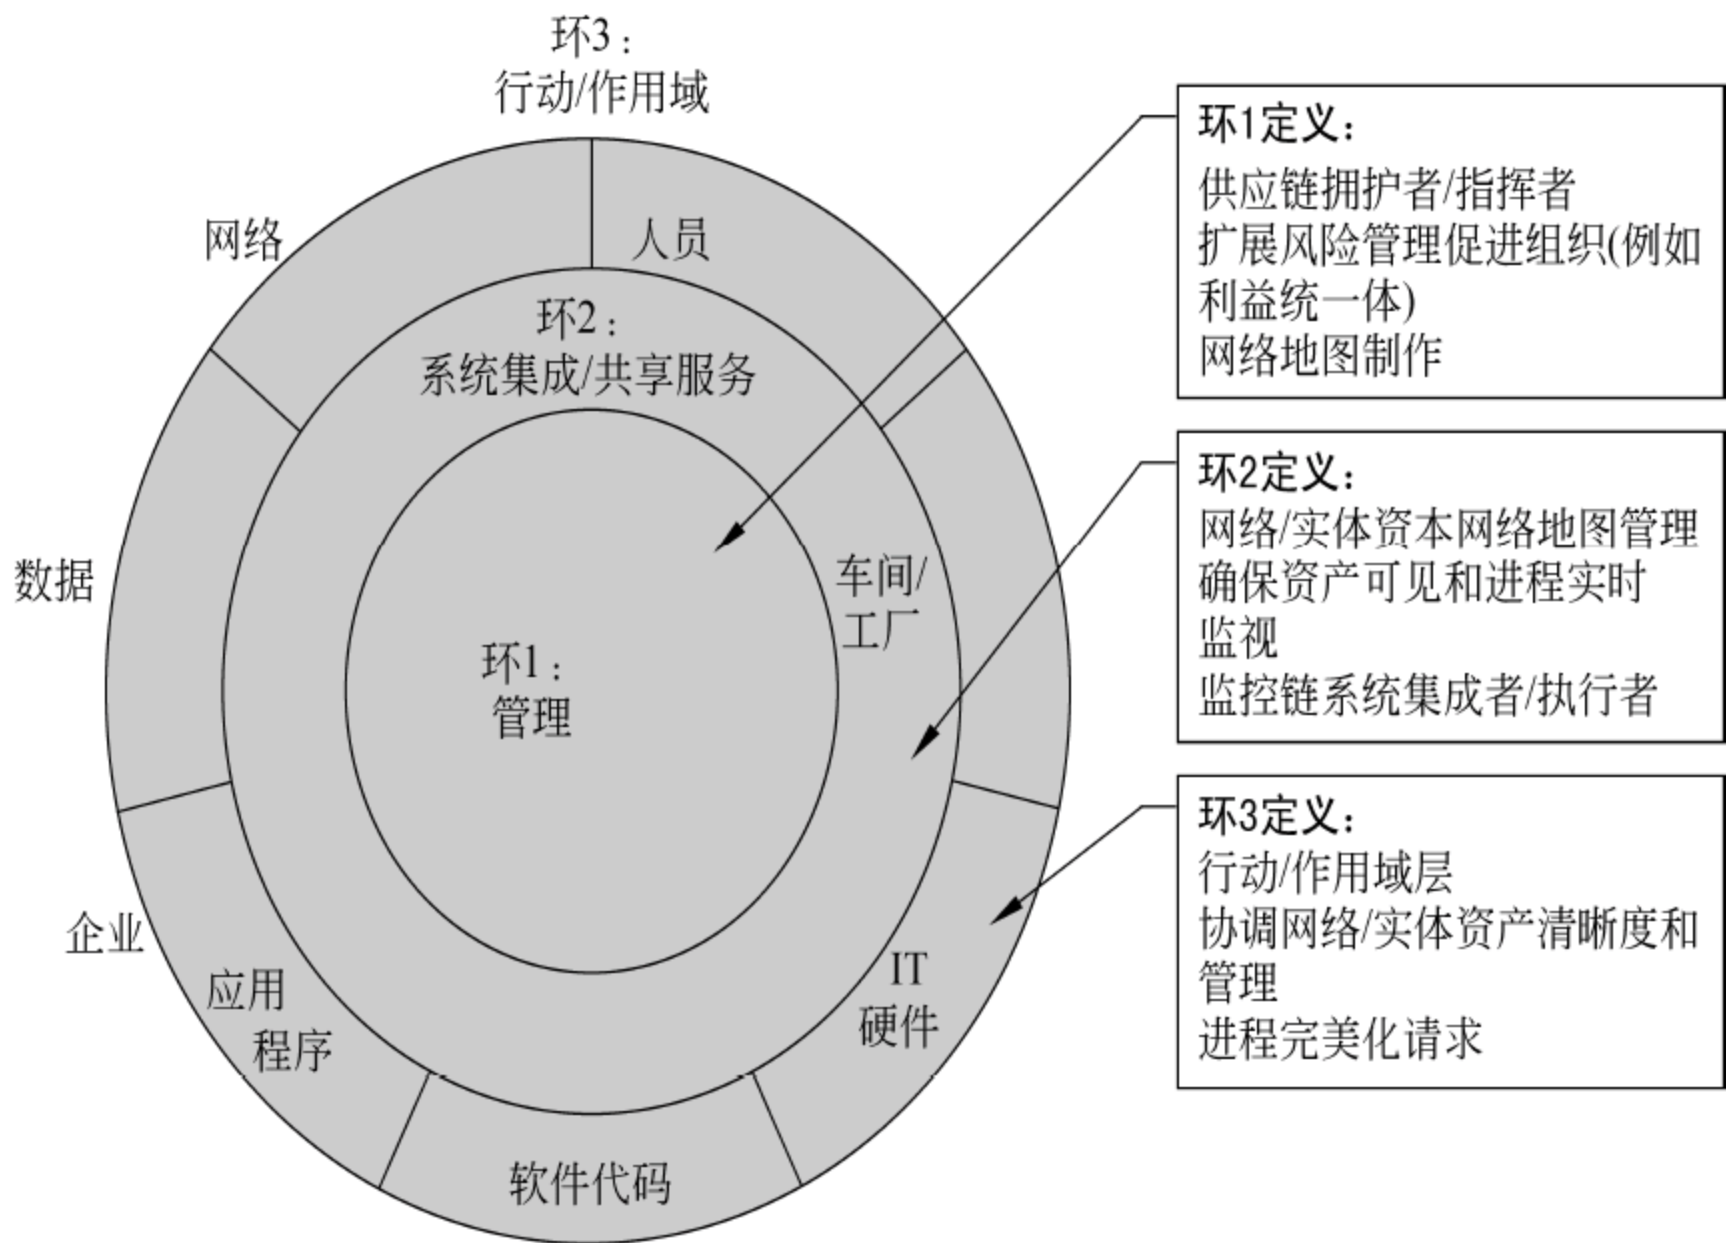 环3：
行动/作用域
网络
人员
环2：
系统集成/共享服务
数据
车间/
工厂
环1：
管理
企业
应用
程序
IT
硬件
软件代码
环1定义：
供应链拥护者/指挥者
扩展风险管理促进组织(例如
利益统一体)
网络地图制作
环2定义：
网络/实体资本网络地图管理
确保资产可见和进程实时
监视
监控链系统集成者/执行者
环3定义：
行动/作用域层
协调网络/实体资产清晰度和
管理
进程完美化请求